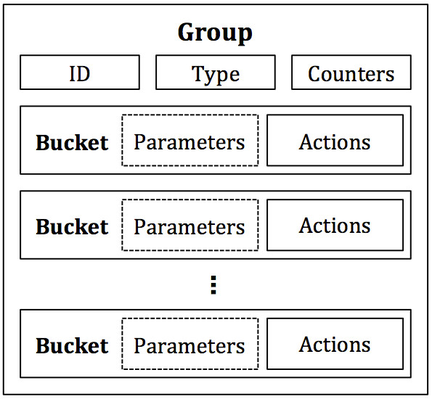 Group
ID Type Counters
Bucket Parameters Actions
Bucket Parameters Actions
Bucket Parameters Actions